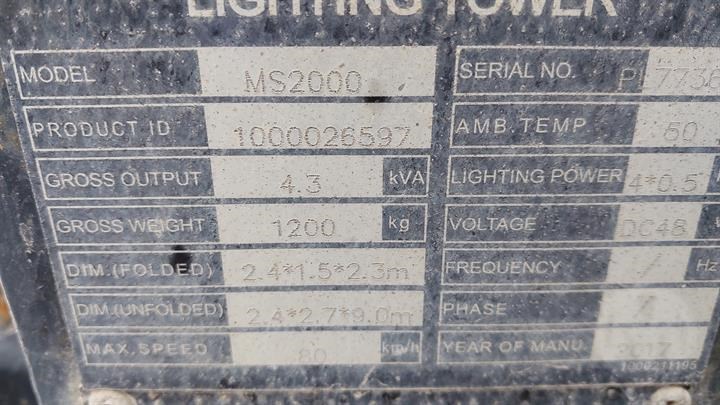 LIGHTING TOWER
MODEL MS2000 SERIAL NO.
PRODUCT ID 1000026597 AMB.TEMP
GROSS OUTPUT 4.3 kVA LIGHTING POWER 4*0.5
GROSS WEIGHT 1200 kg VOLTAGE DC48
DIM.(FOLDED) 2.4*1.5*2.3m FREQUENCY / Hz
DIM.(UNFOLDED) 2.4*2.7*9.0m PHASE /
MAX.SPEED 80 km/h YEAR OF MANU. 2017
1000211195